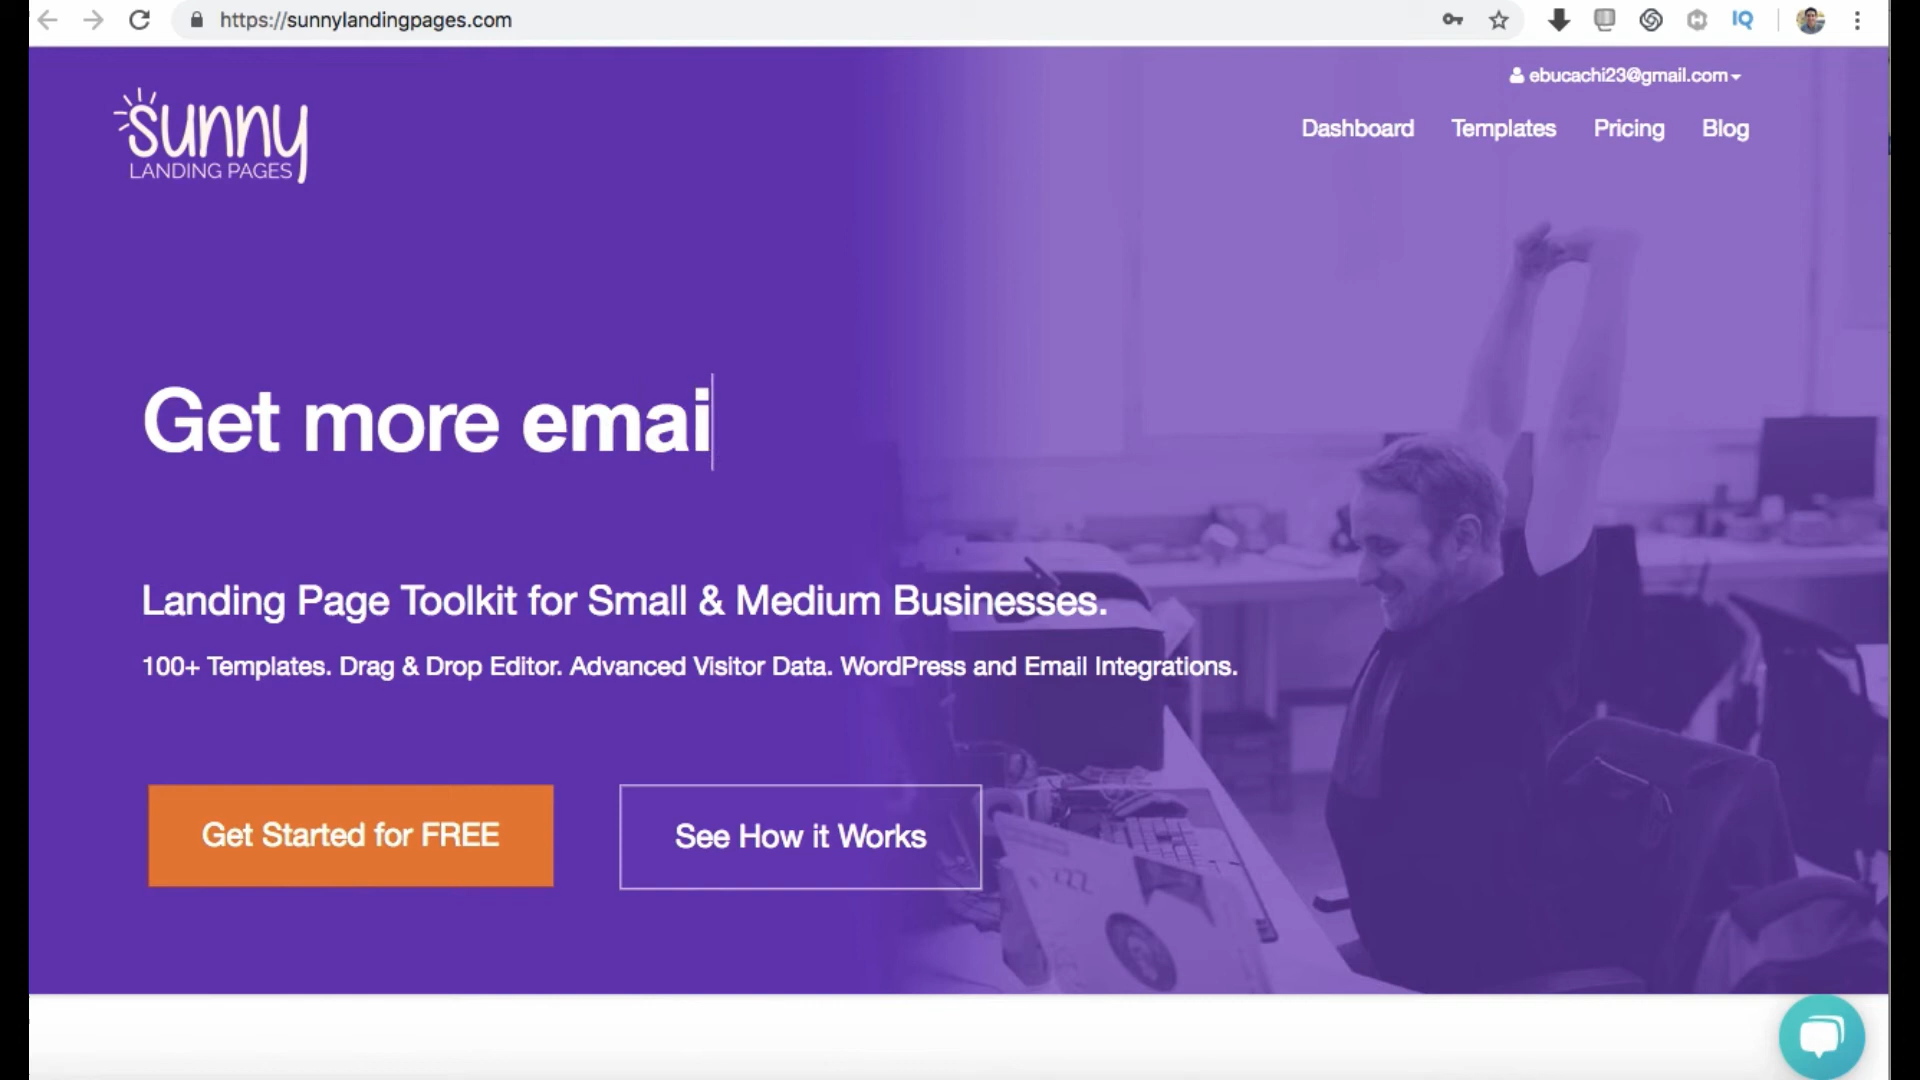 https://sunnylandingpages.com
IQ
ebucachi23@gmail.com
sunny
LANDING PAGES
Dashboard Templates Pricing Blog
Get more emai
Landing Page Toolkit for Small & Medium Businesses.
100+ Templates. Drag & Drop Editor. Advanced Visitor Data. WordPress and Email Integrations.
Get Started for FREE
See How it Works